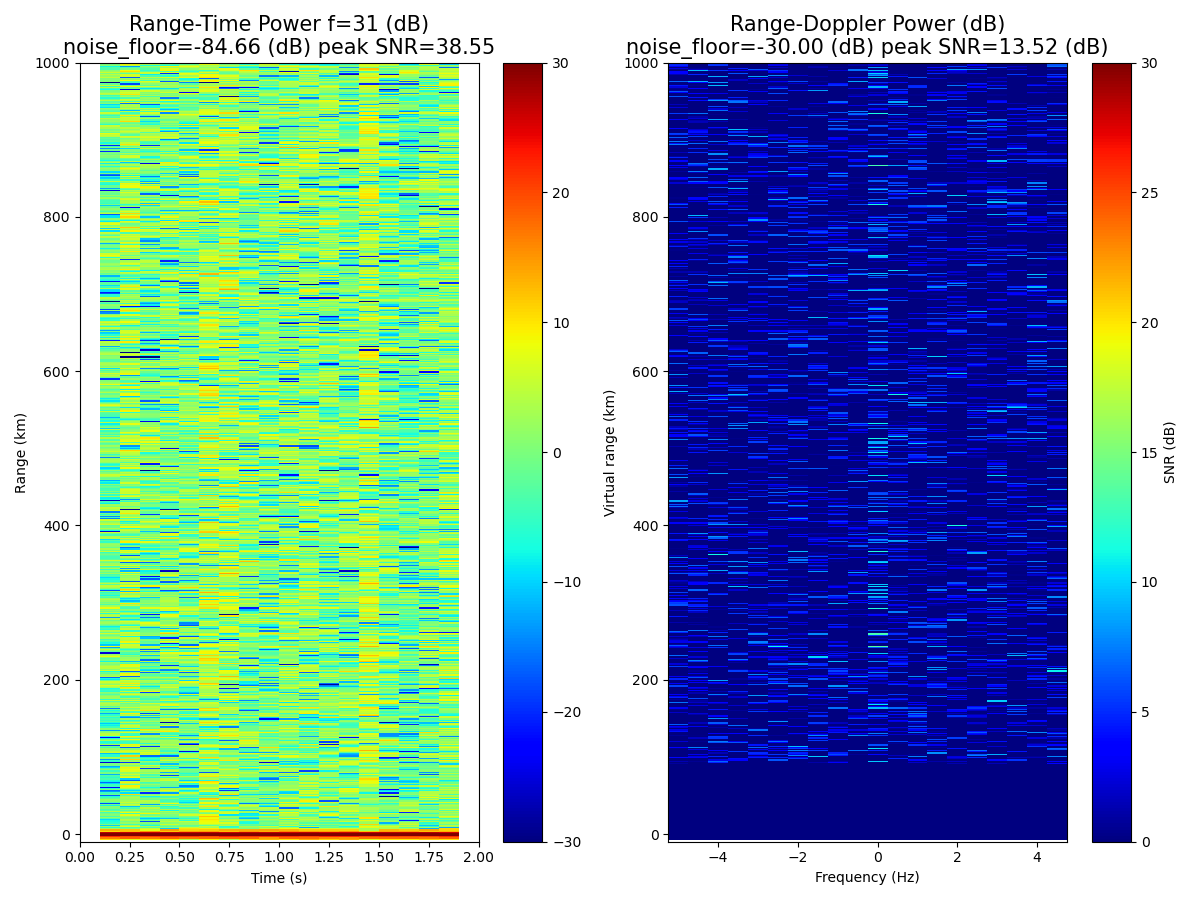 Range-Time Power f=31 (dB)
noise_floor=-84.66 (dB) peak SNR=38.55
1000
800
600
400
200
0
Range (km)
0.00 0.25 0.50 0.75 1.00 1.25 1.50 1.75 2.00
Time (s)
30
20
10
0
−10
−20
−30
Range-Doppler Power (dB)
noise_floor=-30.00 (dB) peak SNR=13.52 (dB)
1000
800
600
400
200
0
Virtual range (km)
−4 −2 0 2 4
Frequency (Hz)
30
25
20
15
10
5
0
SNR (dB)